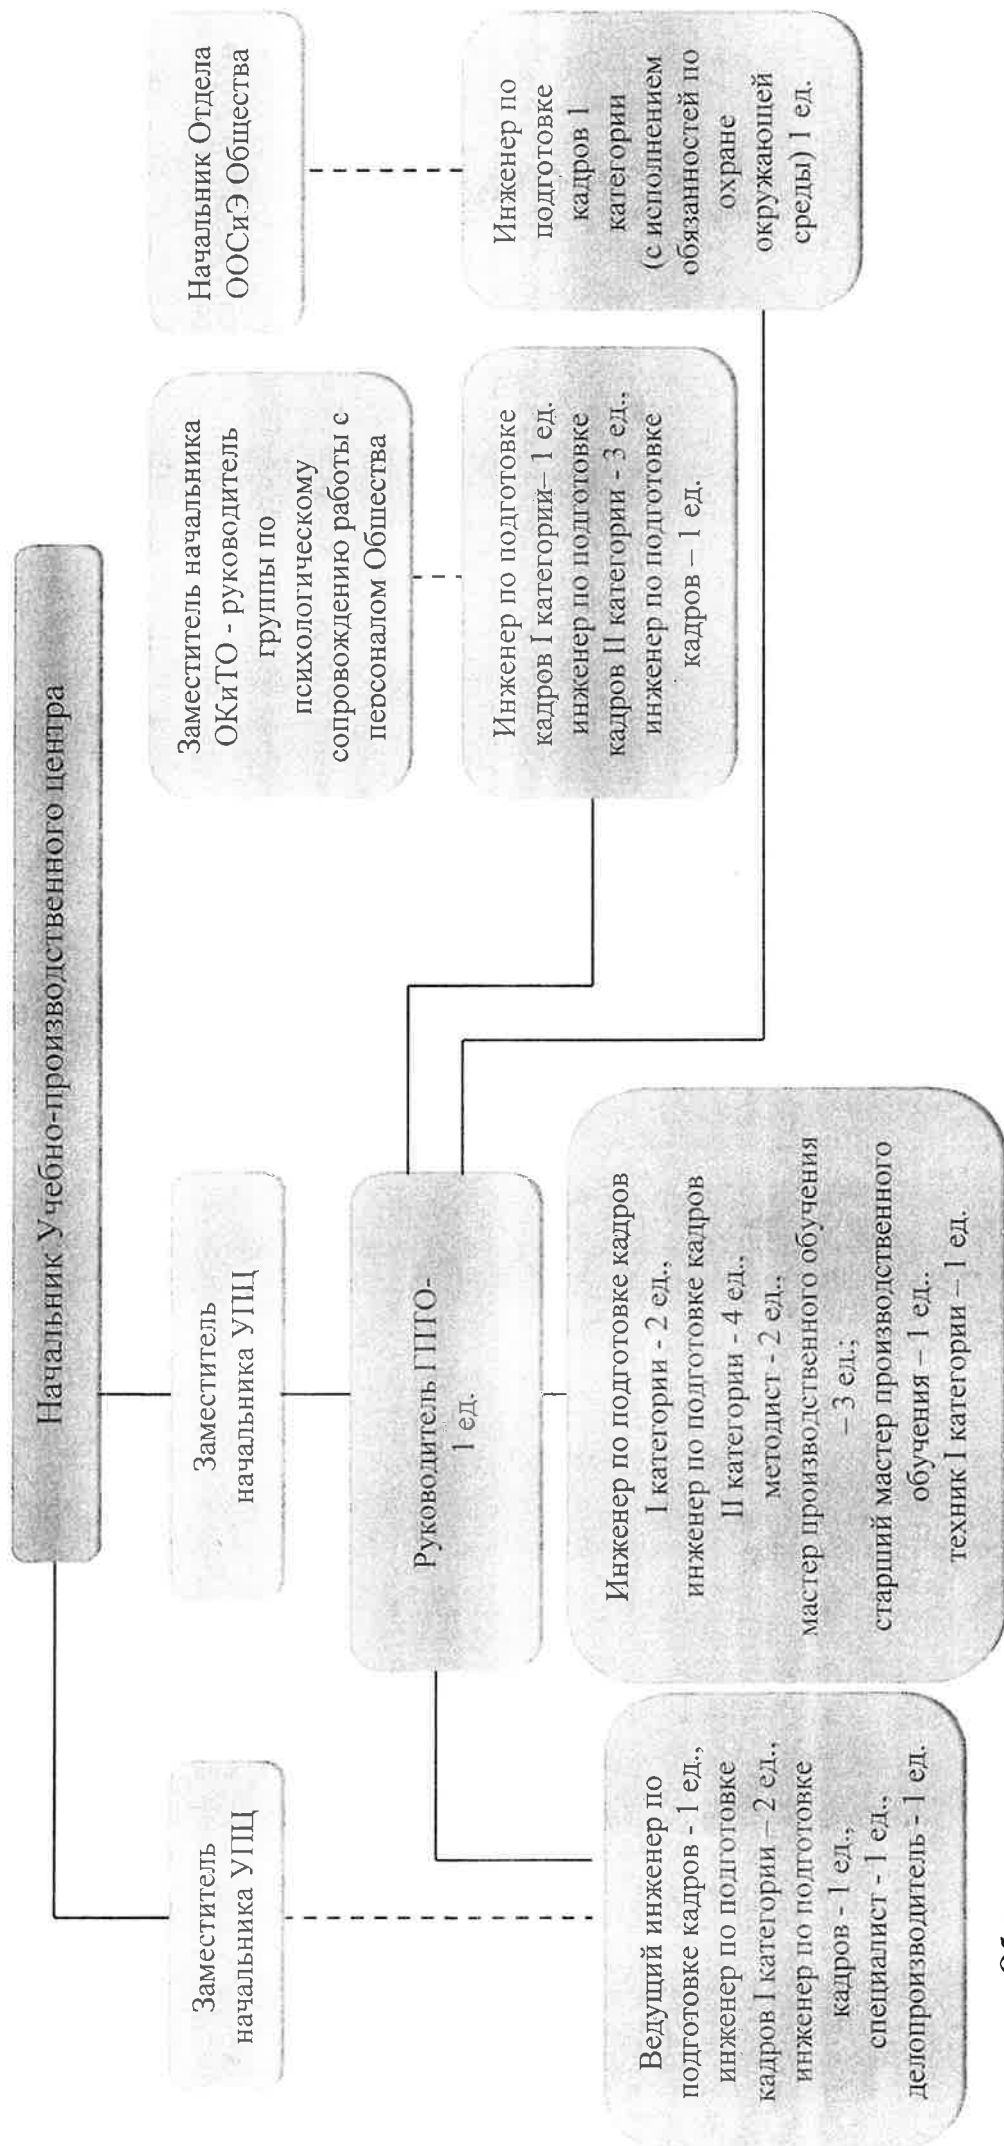 Начальник Учебно-производственного центра
Заместитель
начальника УПЦ
Заместитель
начальника УПЦ
Заместитель начальника
ОКиТО - руководитель
группы по
психологическому
сопровождению работы с
персоналом Общества
Начальник Отдела
ООСиЭ Общества
Руководитель ГПТО-
1 ед.
Ведущий инженер по
подготовке кадров - 1 ед.,
инженер по подготовке
кадров I категории – 2 ед.,
инженер по подготовке
кадров - 1 ед.,
специалист - 1 ед.,
делопроизводитель - 1 ед.
Инженер по подготовке кадров
I категории - 2 ед.,
инженер по подготовке кадров
II категории - 4 ед.,
методист - 2 ед.,
мастер производственного обучения
– 3 ед.;
старший мастер производственного
обучения – 1 ед..
техник I категории – 1 ед.
Инженер по подготовке
кадров I категорий– 1 ед.
инженер по подготовке
кадров II категории - 3 ед.,
инженер по подготовке
кадров – 1 ед.
Инженер по
подготовке
кадров 1
категории
(с исполнением
обязанностей по
охране
окружающей
среды) 1 ед.